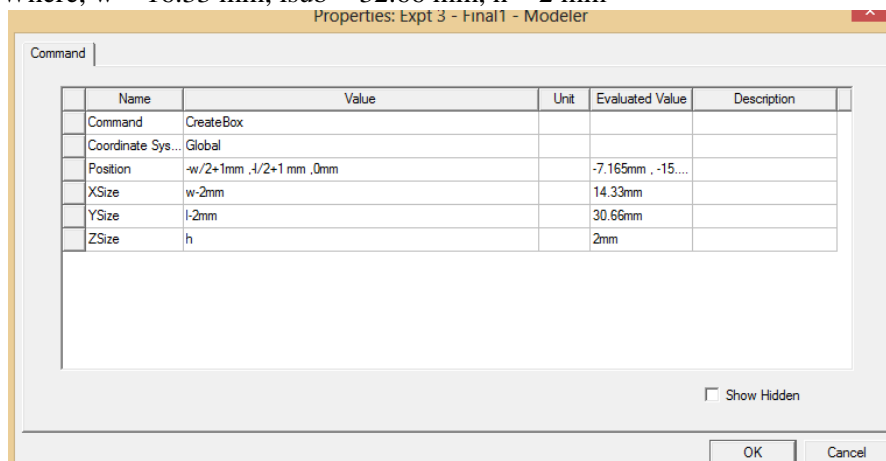 Properties: Expt 3 - Final1 - Modeler
Command
Name Value Unit Evaluated Value Description
Command CreateBox
Coordinate Sys... Global
Position -w/2+1mm ,-l/2+1mm ,0mm -7.165mm , -15....
XSize w-2mm 14.33mm
YSize l-2mm 30.66mm
ZSize h 2mm
Show Hidden
OK Cancel